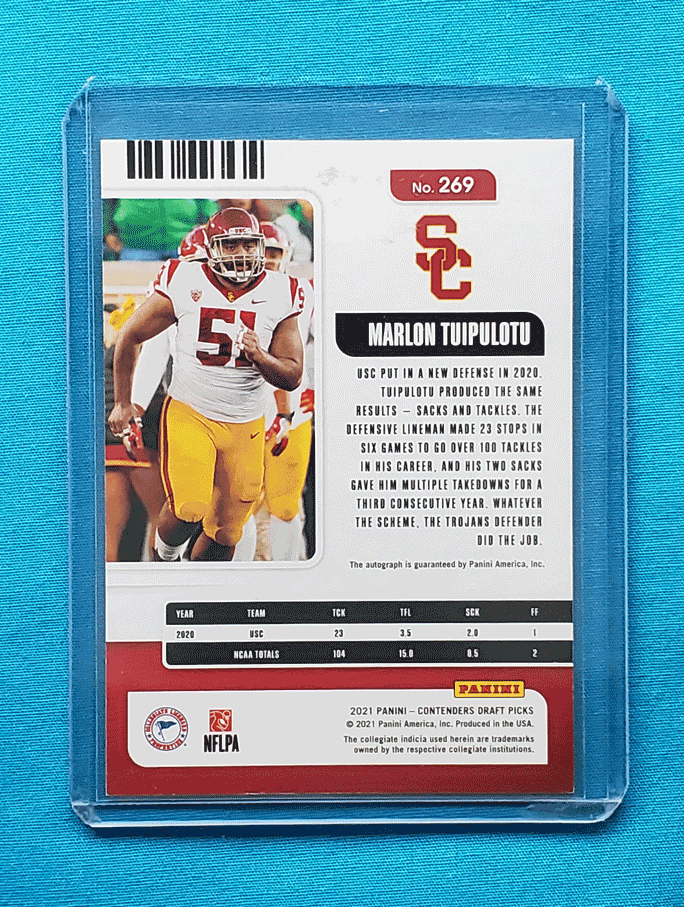 No. 269
SC
MARLON TUIPULOTU
51
USC PUT IN A NEW DEFENSE IN 2020.
TUIPULOTU PRODUCED THE SAME
RESULTS – SACKS AND TACKLES. THE
DEFENSIVE LINEMAN MADE 23 STOPS IN
SIX GAMES TO GO OVER 100 TACKLES
IN HIS CAREER, AND HIS TWO SACKS
GAVE HIM MULTIPLE TAKEDOWNS FOR A
THIRD CONSECUTIVE YEAR. WHATEVER
THE SCHEME, THE TROJANS DEFENDER
DID THE JOB.
The autograph is guaranteed by Panini America, Inc.
YEAR TEAM TCK TFL SCK FF
2020 USC 23 3.5 2.0 1
NCAA TOTALS 104 15.0 8.5 2
PANINI
2021 PANINI – CONTENDERS DRAFT PICKS
© 2021 Panini America, Inc. Produced in the USA.
The collegiate indicia used herein are trademarks
owned by the respective collegiate institutions.
COLLEGIATE LICENSED
NFLPA